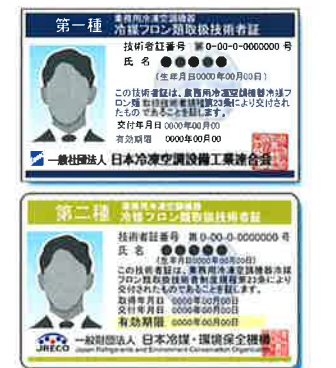 第一種 業務用冷凍空調機器
冷媒フロン類取扱技術者証
技術者証番号 第0-00-0-0000000号
氏 名 ●●●●●
(生年月日0000年00月00日)
この技術者証は、業務用冷凍空調機器冷媒フ
ロン類 取扱技術者制度規程第23条により交付され
たもの であることを証します。
交付年月日 0000年00月00
有効期限 0000年00月00
一般社団法人 日本冷凍空調設備工業連合会
第二種 業務用冷凍空調機器
冷媒フロン類取扱技術者証
技術者証番号 第0-00-0-0000000号
氏 名 ●●●●●
(生年月日0000年00月00日)
この技術者証は、業務用冷凍空調機器冷媒
フロン類取扱技術者制度規程第23条により
交付されたものであることを証します。
取得年月日 0000年00月00日
交付年月日 0000年00月00日
有効期限 0000年00月00日
JRECO 一般財団法人 日本冷媒・環境保全機構
Japan Refrigerants and Environment Conservation Organization